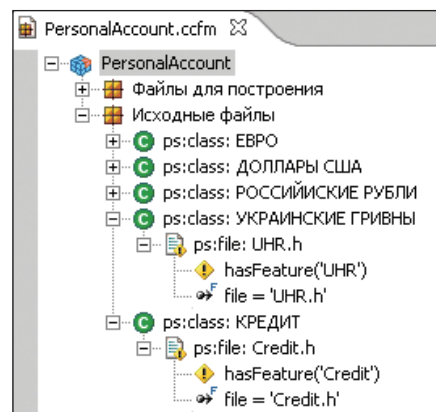 PersonalAccount.ccfm
PersonalAccount
Файлы для построения
Исходные файлы
ps:class: ЕВРО
ps:class: ДОЛЛАРЫ США
ps:class: РОССИЙИСКИЕ РУБЛИ
ps:class: УКРАИНСКИЕ ГРИВНЫ
ps:file: UHR.h
hasFeature('UHR')
file = 'UHR.h'
ps:class: КРЕДИТ
ps:file: Credit.h
hasFeature('Credit')
file = 'Credit.h'